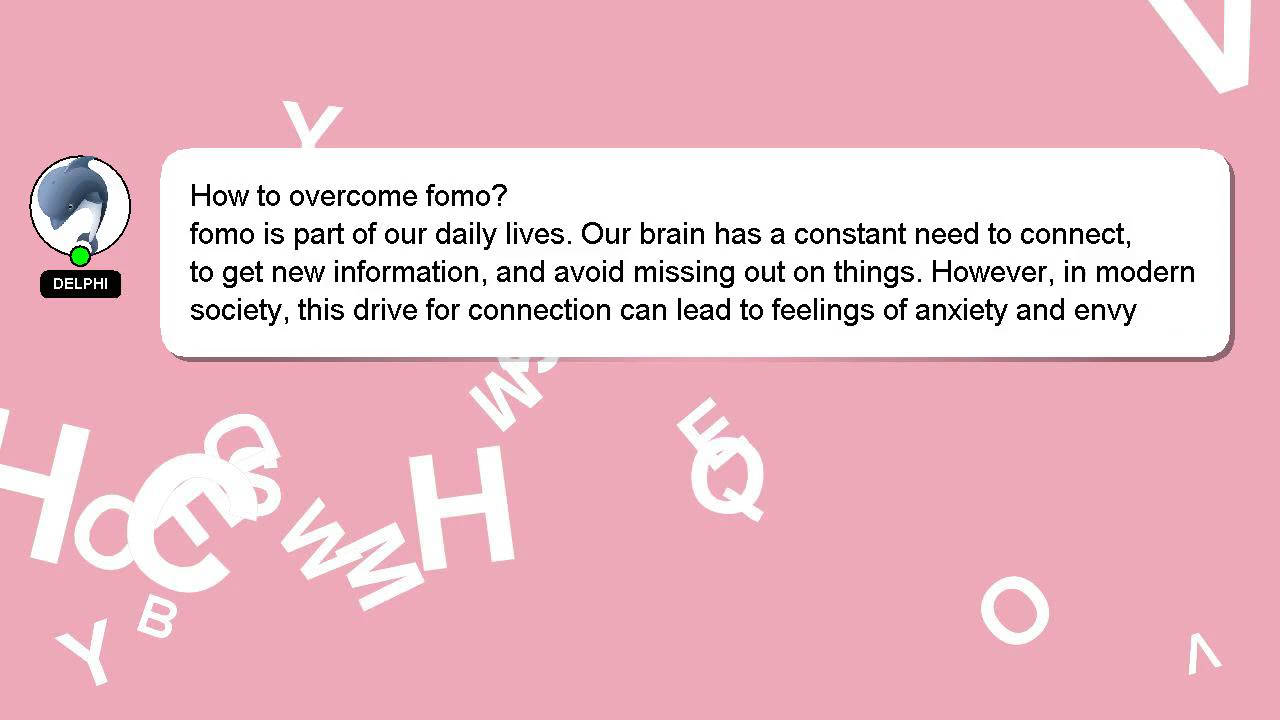 V
Y
How to overcome fomo?
fomo is part of our daily lives. Our brain has a constant need to connect,
to get new information, and avoid missing out on things. However, in modern
society, this drive for connection can lead to feelings of anxiety and envy
DELPHI
W
H
O
C
D
S
W
M
H
Q
B
Y
O
V